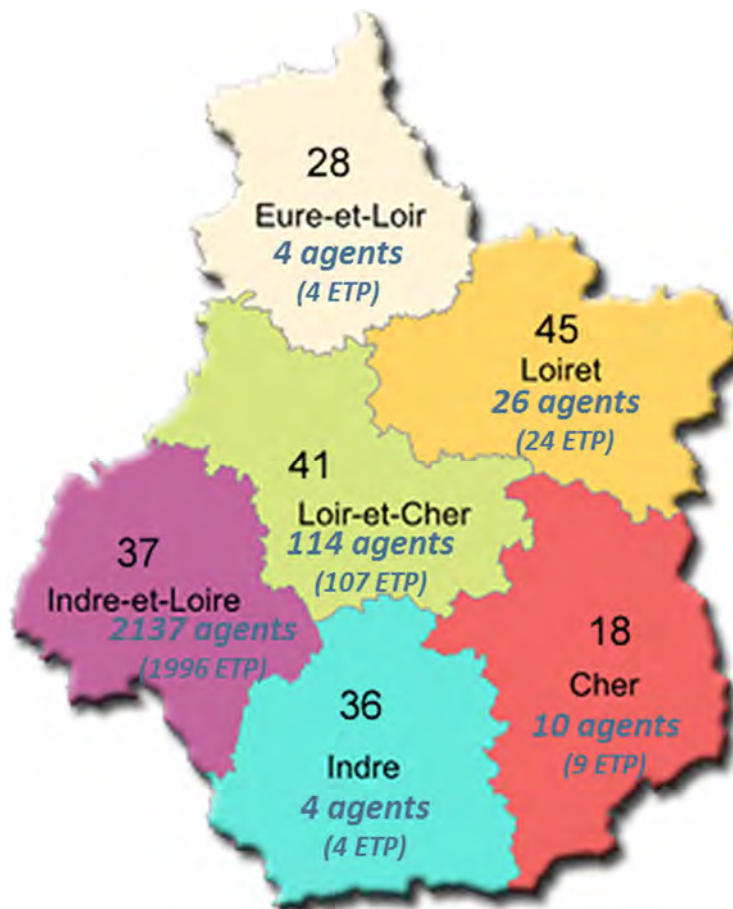 28
Eure-et-Loir
4 agents
(4 ETP)
45
Loiret
26 agents
(24 ETP)
41
Loir-et-Cher
114 agents
(107 ETP)
37
Indre-et-Loire
2137 agents
(1996 ETP)
18
Cher
10 agents
(9 ETP)
36
Indre
4 agents
(4 ETP)